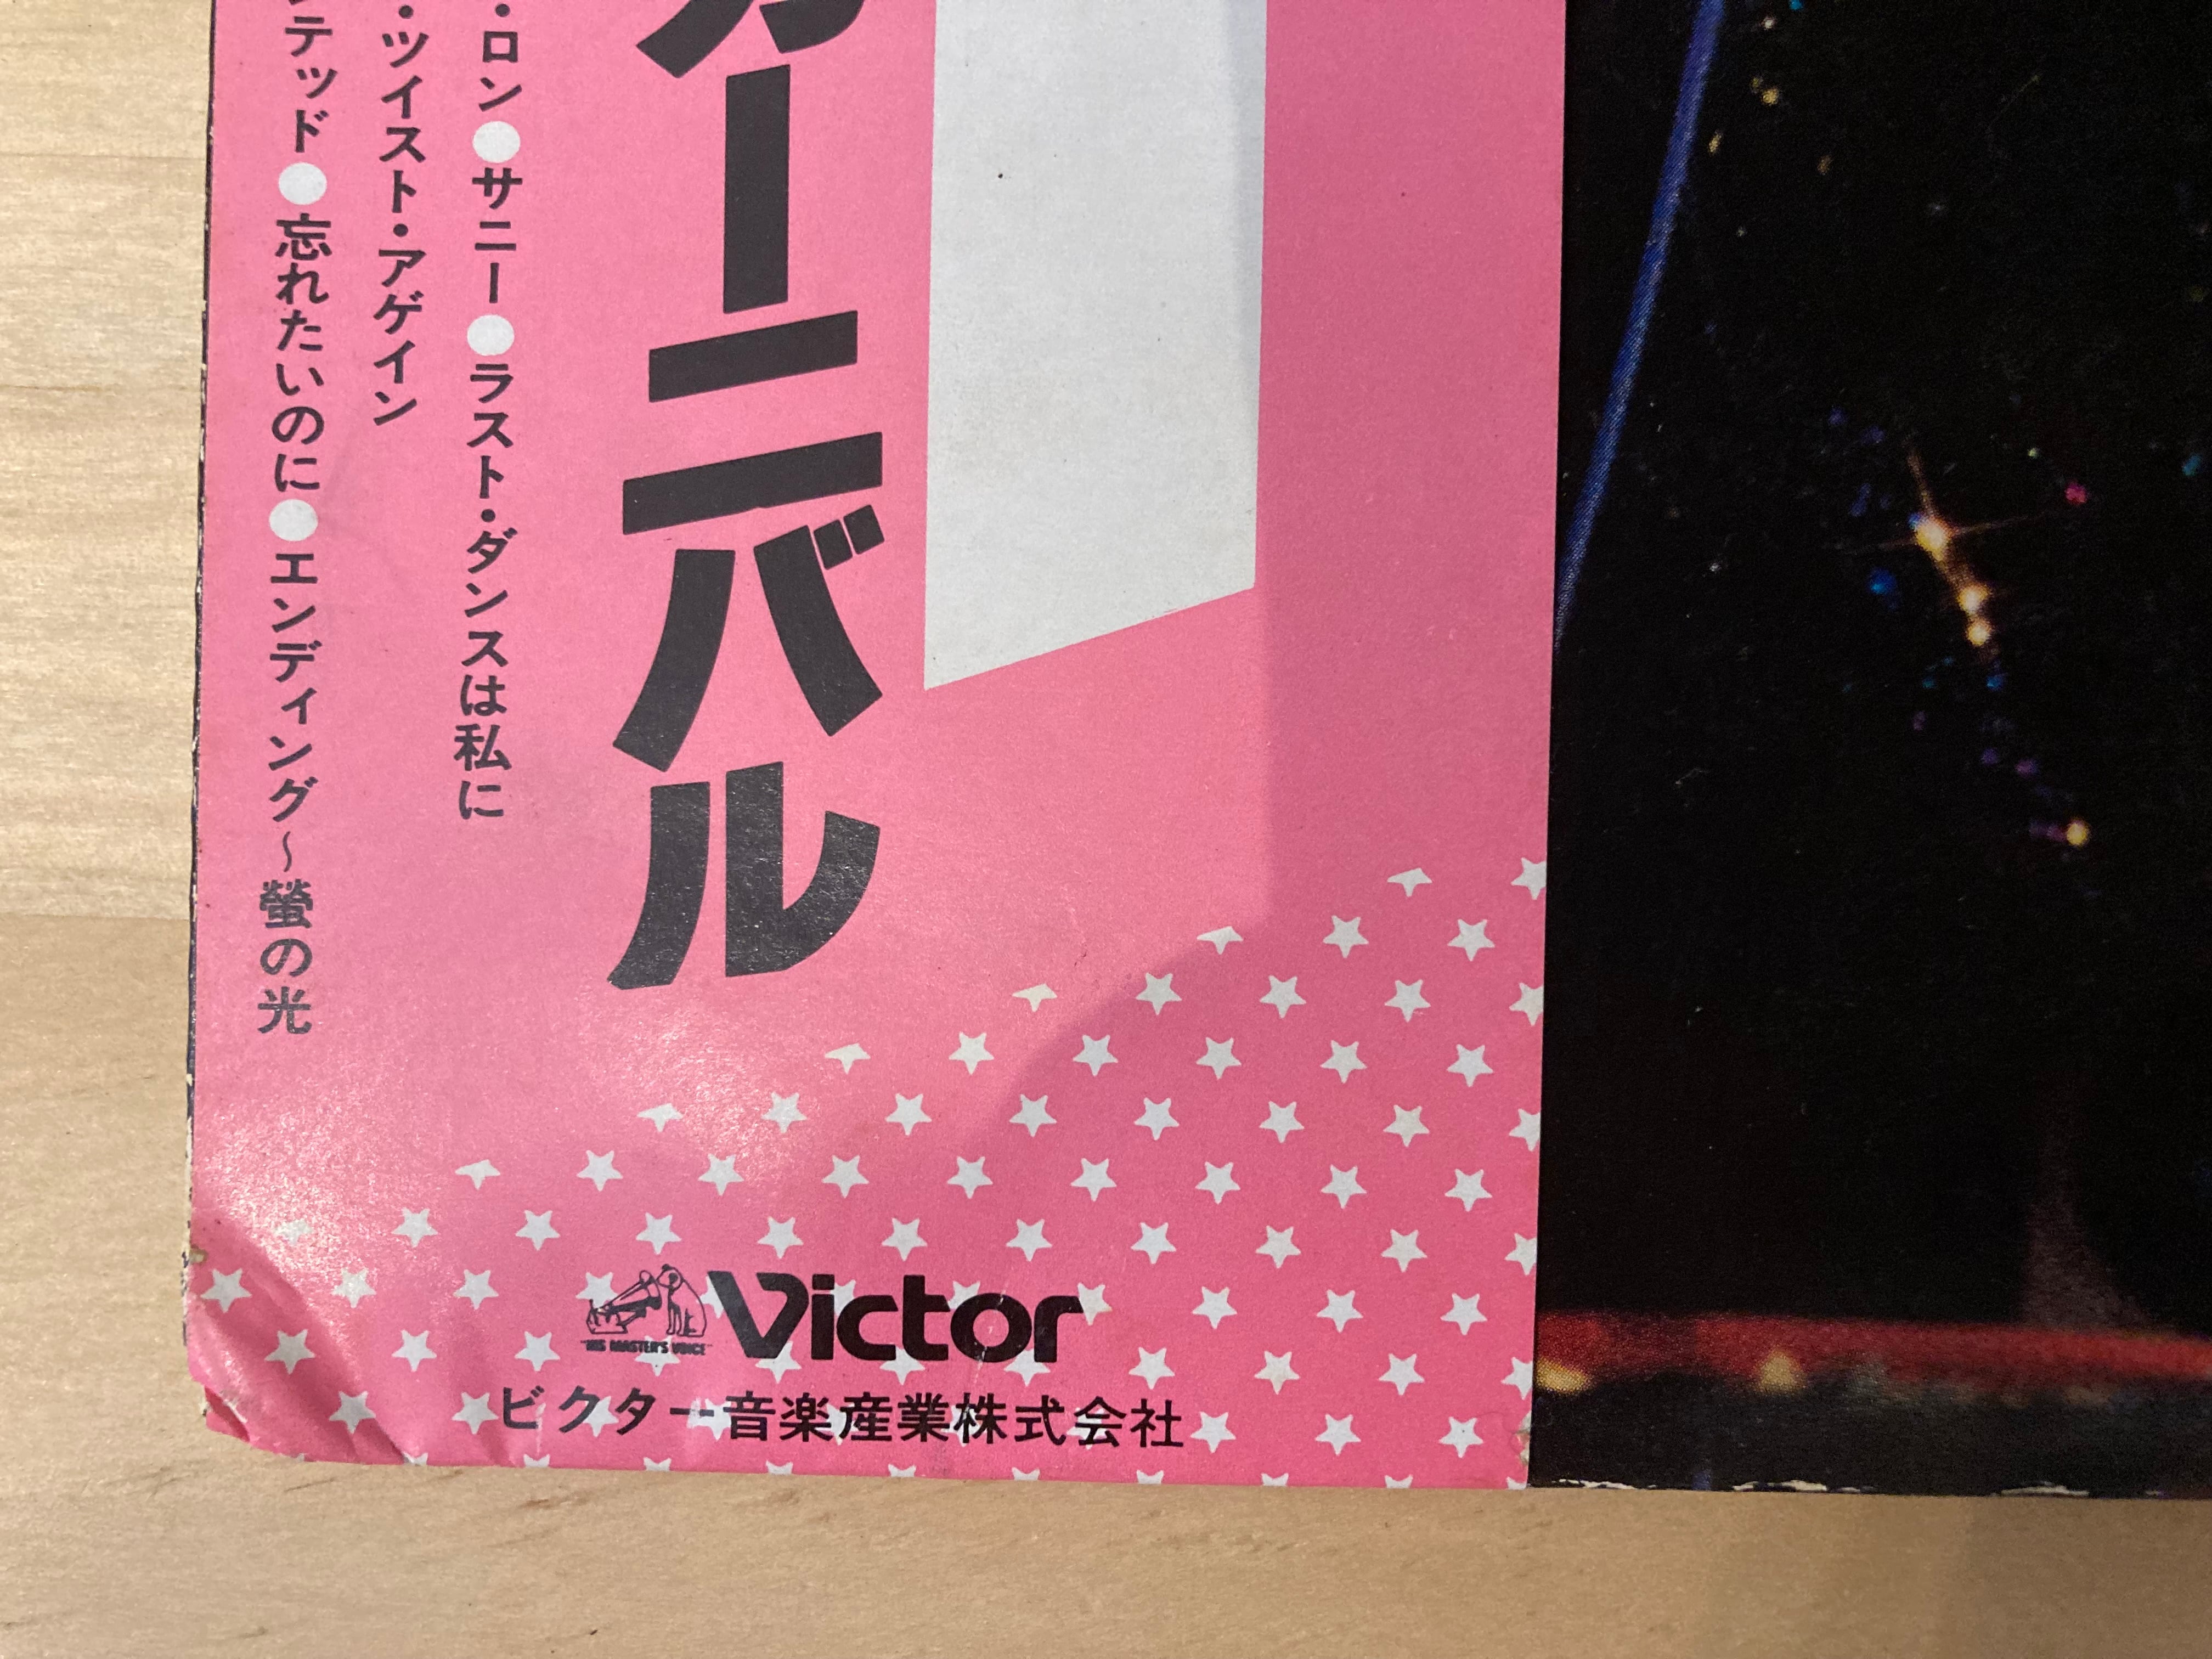 ーニバル
・ロン●サニー●ラスト・ダンスは私に
・ツイスト・アゲイン
テッド●忘れたいのに●エンディング〜螢の光
"HIS MASTER'S VOICE"
Victor
ビクター音楽産業株式会社